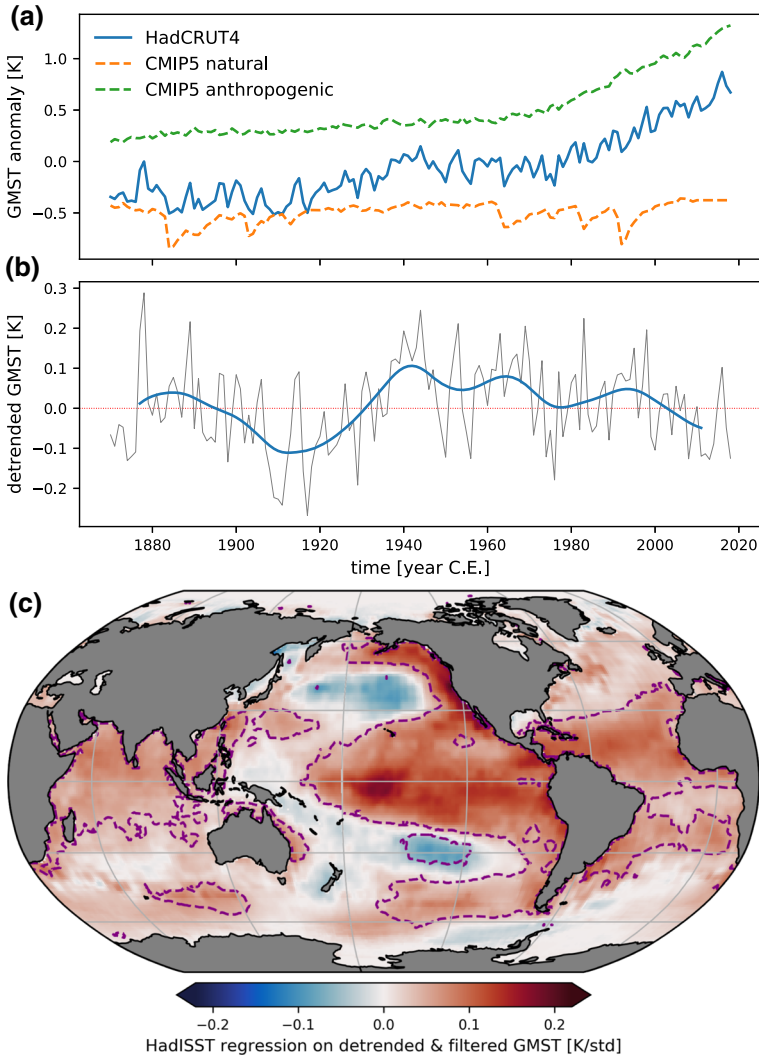 (a)
HadCRUT4
CMIP5 natural
CMIP5 anthropogenic
GMST anomaly [K]
1.0
0.5
0.0
−0.5
(b)
detrended GMST [K]
0.3
0.2
0.1
0.0
−0.1
−0.2
1880 1900 1920 1940 1960 1980 2000 2020
time [year C.E.]
(c)
−0.2 −0.1 0.0 0.1 0.2
HadISST regression on detrended & filtered GMST [K/std]